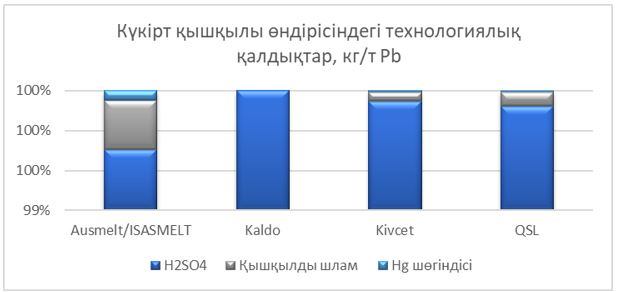 Күкірт қышқылы өндірісіндегі технологиялық
қалдықтар, кг/т Pb
100%
100%
100%
99%
Ausmelt/ISASMELT Kaldo Kivcet QSL
H2SO4 Қышқылды шлам Hg шөгіндісі